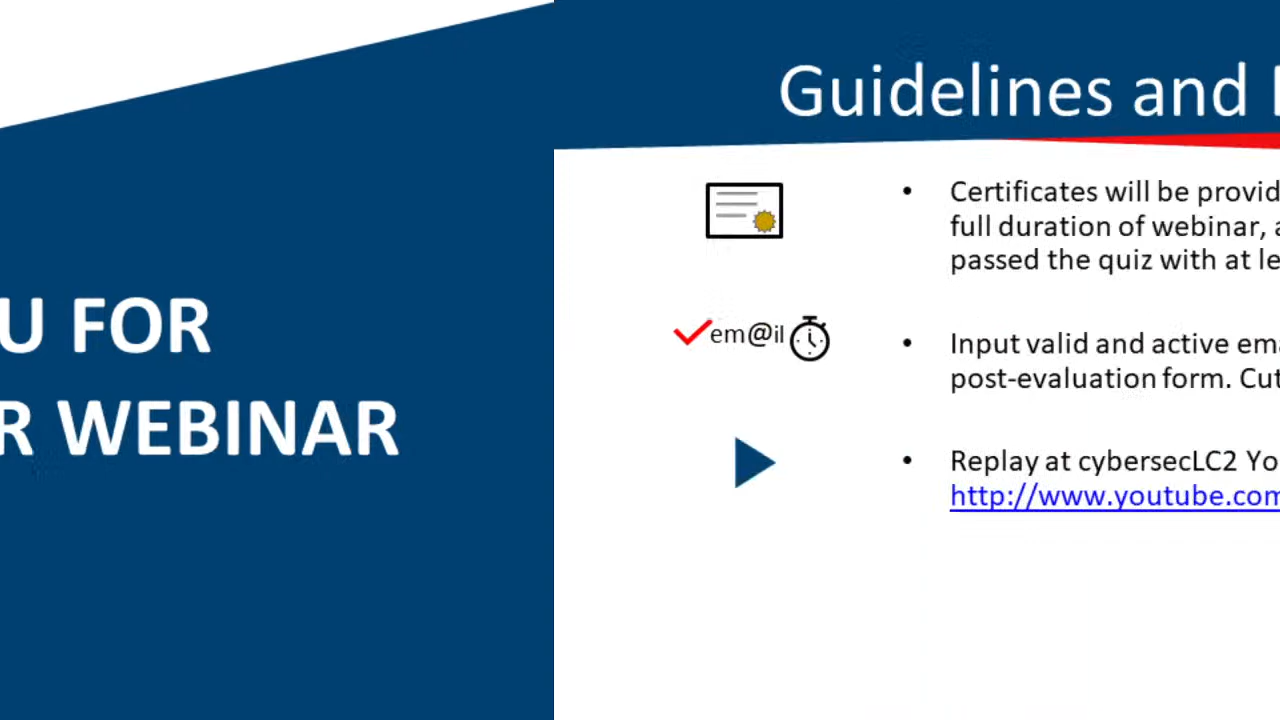 U FOR
R WEBINAR
Guidelines and
• Certificates will be provid
full duration of webinar, a
passed the quiz with at le
em@il
• Input valid and active ema
post-evaluation form. Cut
• Replay at cybersecLC2 Yo
http://www.youtube.com